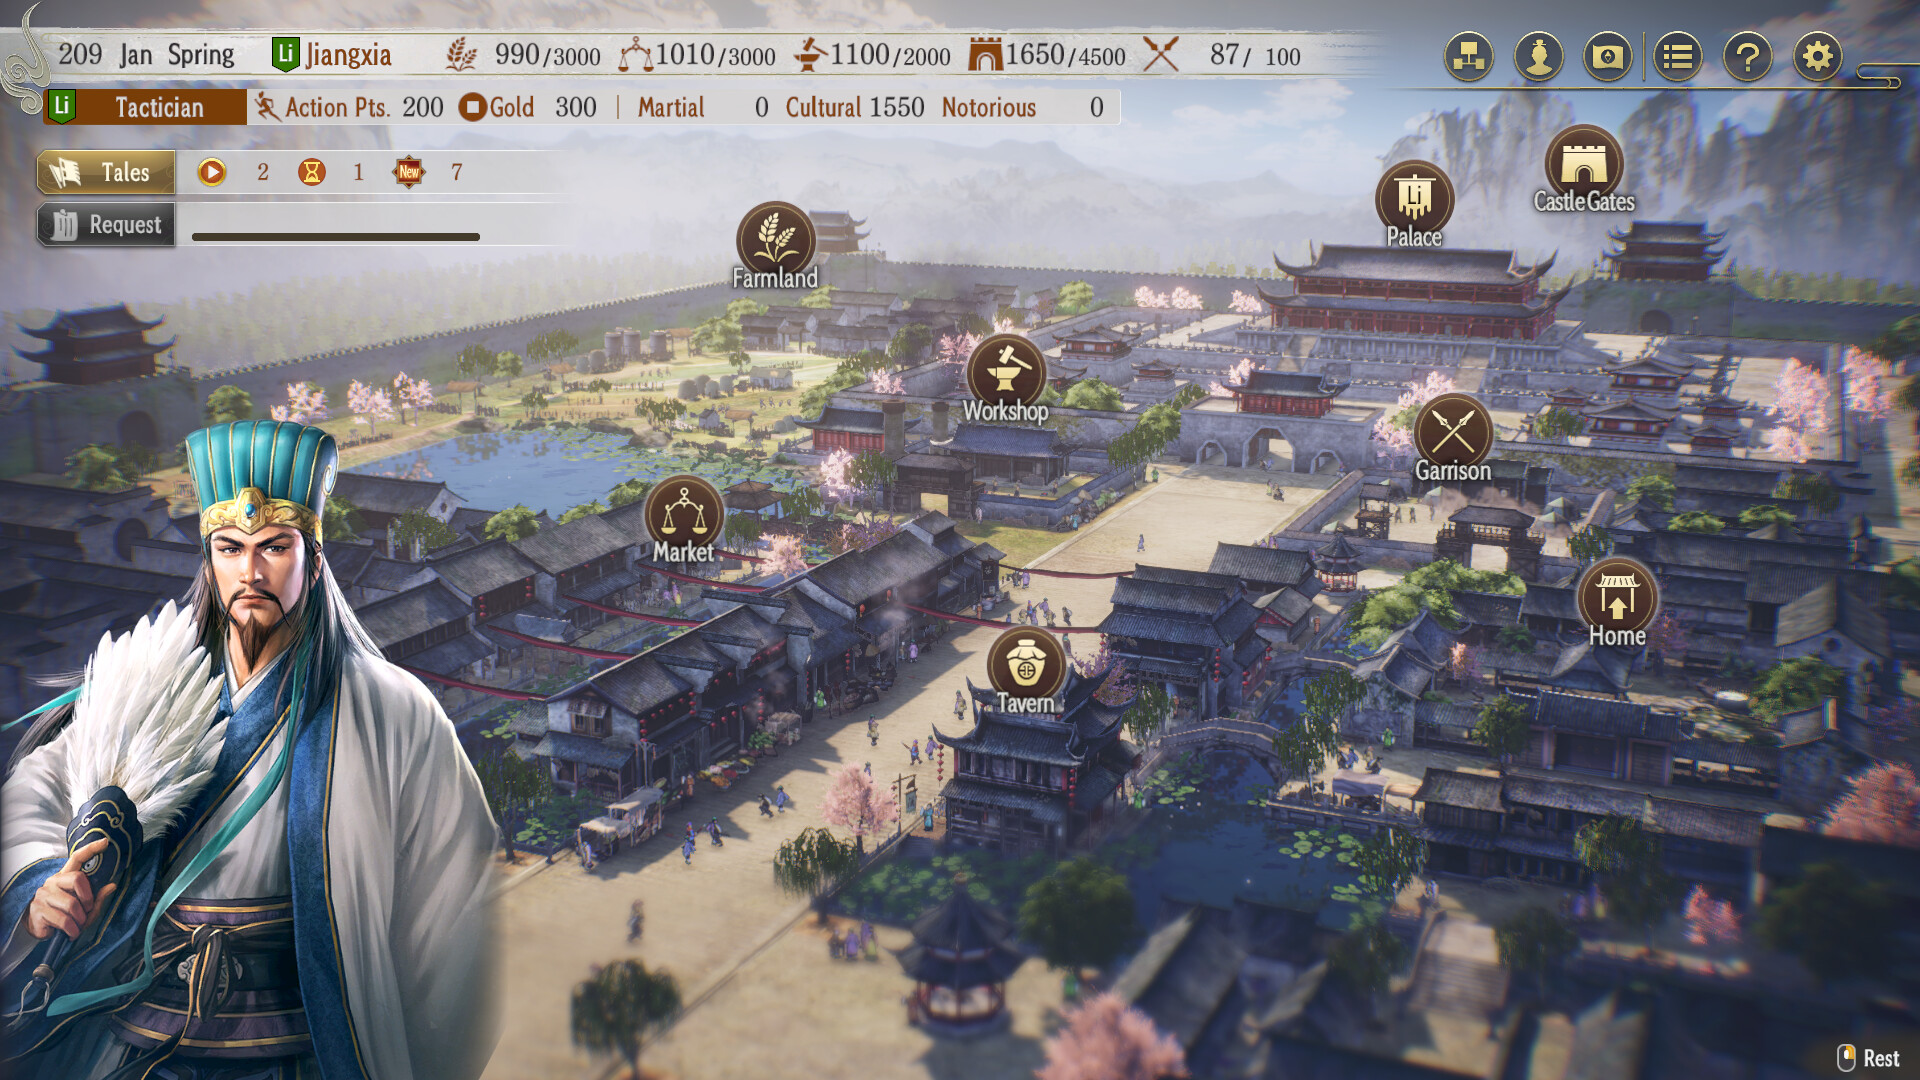 209 Jan Spring Li Jiangxia 990/3000 1010/3000 1100/2000 1650/4500 87/ 100
Li Tactician Action Pts. 200 Gold 300 | Martial 0 Cultural 1550 Notorious 0
Tales 2 1 New 7
Request
Li
Palace
Castle Gates
Farmland
Workshop
Garrison
Market
Home
Tavern
Rest